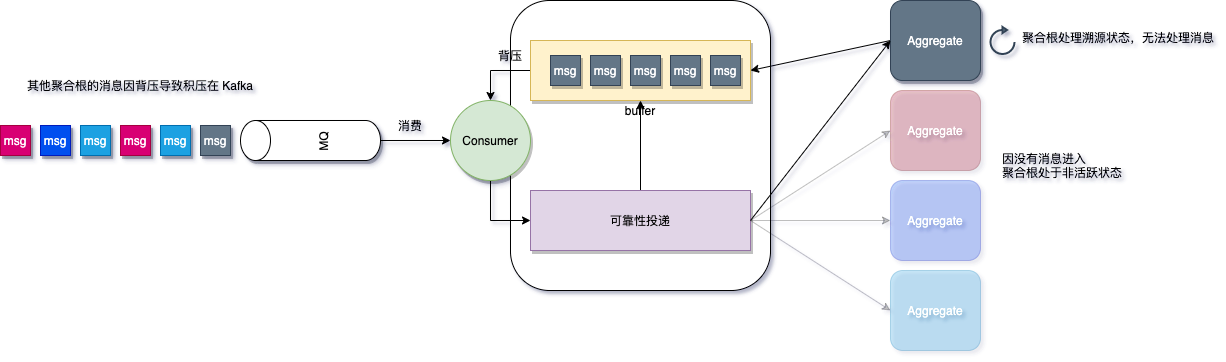 其他聚合根的消息因背压导致积压在 Kafka
msg
msg
msg
msg
msg
msg
MQ
消费
Consumer
背压
msg
msg
msg
msg
msg
buffer
可靠性投递
Aggregate
聚合根处理溯源状态，无法处理消息
Aggregate
因没有消息进入
聚合根处于非活跃状态
Aggregate
Aggregate